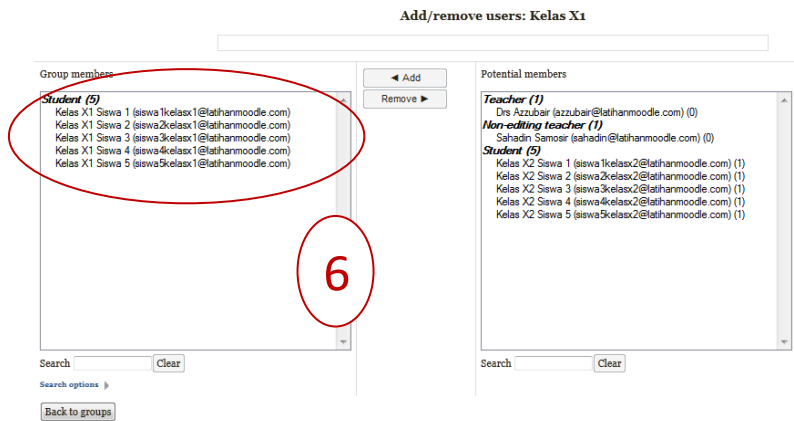 Add/remove users: Kelas X1
Group members
Student (5)
Kelas X1 Siswa 1 (siswa1kelasx1@latihanmoodle.com)
Kelas X1 Siswa 2 (siswa2kelasx1@latihanmoodle.com)
Kelas X1 Siswa 3 (siswa3kelasx1@latihanmoodle.com)
Kelas X1 Siswa 4 (siswa4kelasx1@latihanmoodle.com)
Kelas X1 Siswa 5 (siswa5kelasx1@latihanmoodle.com)
◄ Add
Remove ►
6
Potential members
Teacher (1)
Drs Azzubair (azzubair@latihanmoodle.com) (0)
Non-editing teacher (1)
Sahadin Samosir (sahadin@latihanmoodle.com) (0)
Student (5)
Kelas X2 Siswa 1 (siswa1kelasx2@latihanmoodle.com) (1)
Kelas X2 Siswa 2 (siswa2kelasx2@latihanmoodle.com) (1)
Kelas X2 Siswa 3 (siswa3kelasx2@latihanmoodle.com) (1)
Kelas X2 Siswa 4 (siswa4kelasx2@latihanmoodle.com) (1)
Kelas X2 Siswa 5 (siswa5kelasx2@latihanmoodle.com) (1)
Search Clear
Search Clear
Search options
Back to groups